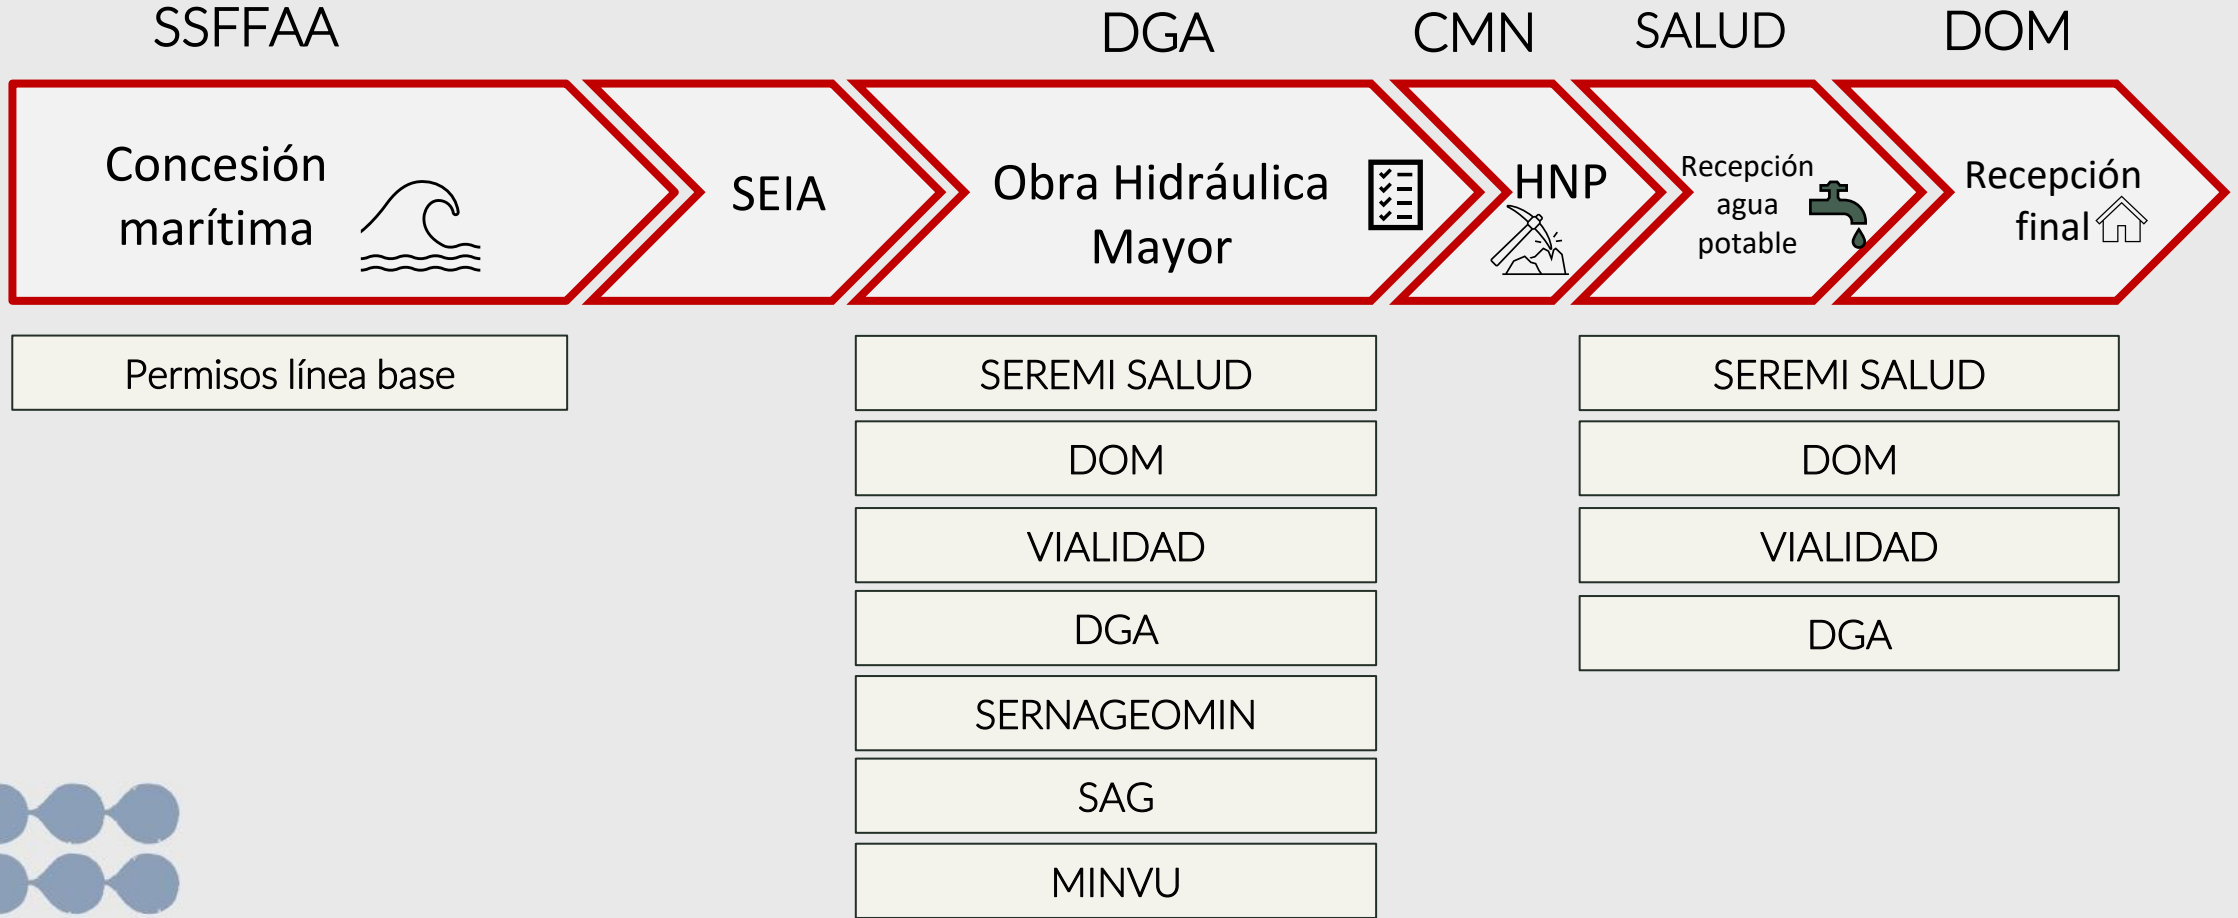 SSFFAA
DGA
CMN
SALUD
DOM
Concesión
marítima
SEIA
Obra Hidráulica
Mayor
HNP
Recepción
agua
potable
Recepción
final
Permisos línea base
SEREMI SALUD
DOM
VIALIDAD
DGA
SERNAGEOMIN
SAG
MINVU
SEREMI SALUD
DOM
VIALIDAD
DGA